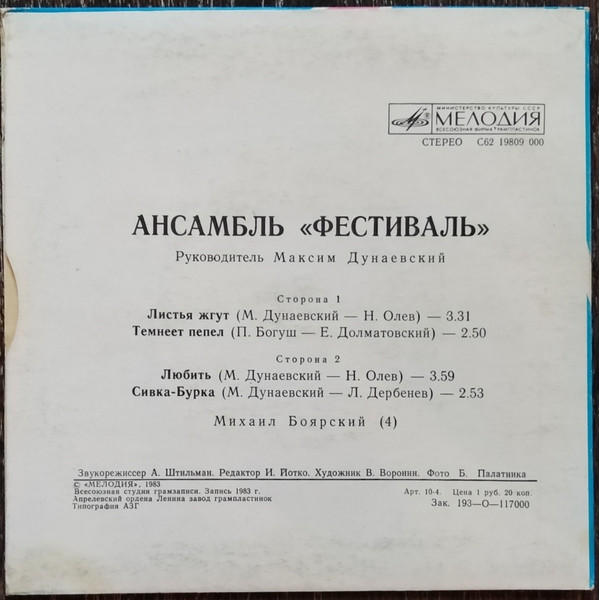 МИНИСТЕРСТВО КУЛЬТУРЫ СССР
МЕЛОДИЯ
ВСЕСОЮЗНАЯ ФИРМА ГРАМПЛАСТИНОК
СТЕРЕО С62 19809 000
АНСАМБЛЬ «ФЕСТИВАЛЬ»
Руководитель Максим Дунаевский
Сторона 1
Листья жгут (М. Дунаевский — Н. Олев) — 3.31
Темнеет пепел (П. Богуш — Е. Долматовский) — 2.50
Сторона 2
Любить (М. Дунаевский — Н. Олев) — 3.59
Сивка-Бурка (М. Дунаевский — Л. Дербенев) — 2.53
Михаил Боярский (4)
Звукорежиссер А. Штильман. Редактор И. Йотко. Художник В. Воронин. Фото Б. Палатника
© «МЕЛОДИЯ», 1983
Всесоюзная студия грамзаписи. Запись 1983 г.
Апрелевский ордена Ленина завод грампластинок
Типография АЗГ
Арт. 10-4. Цена 1 руб. 20 коп.
Зак. 193—О—117000